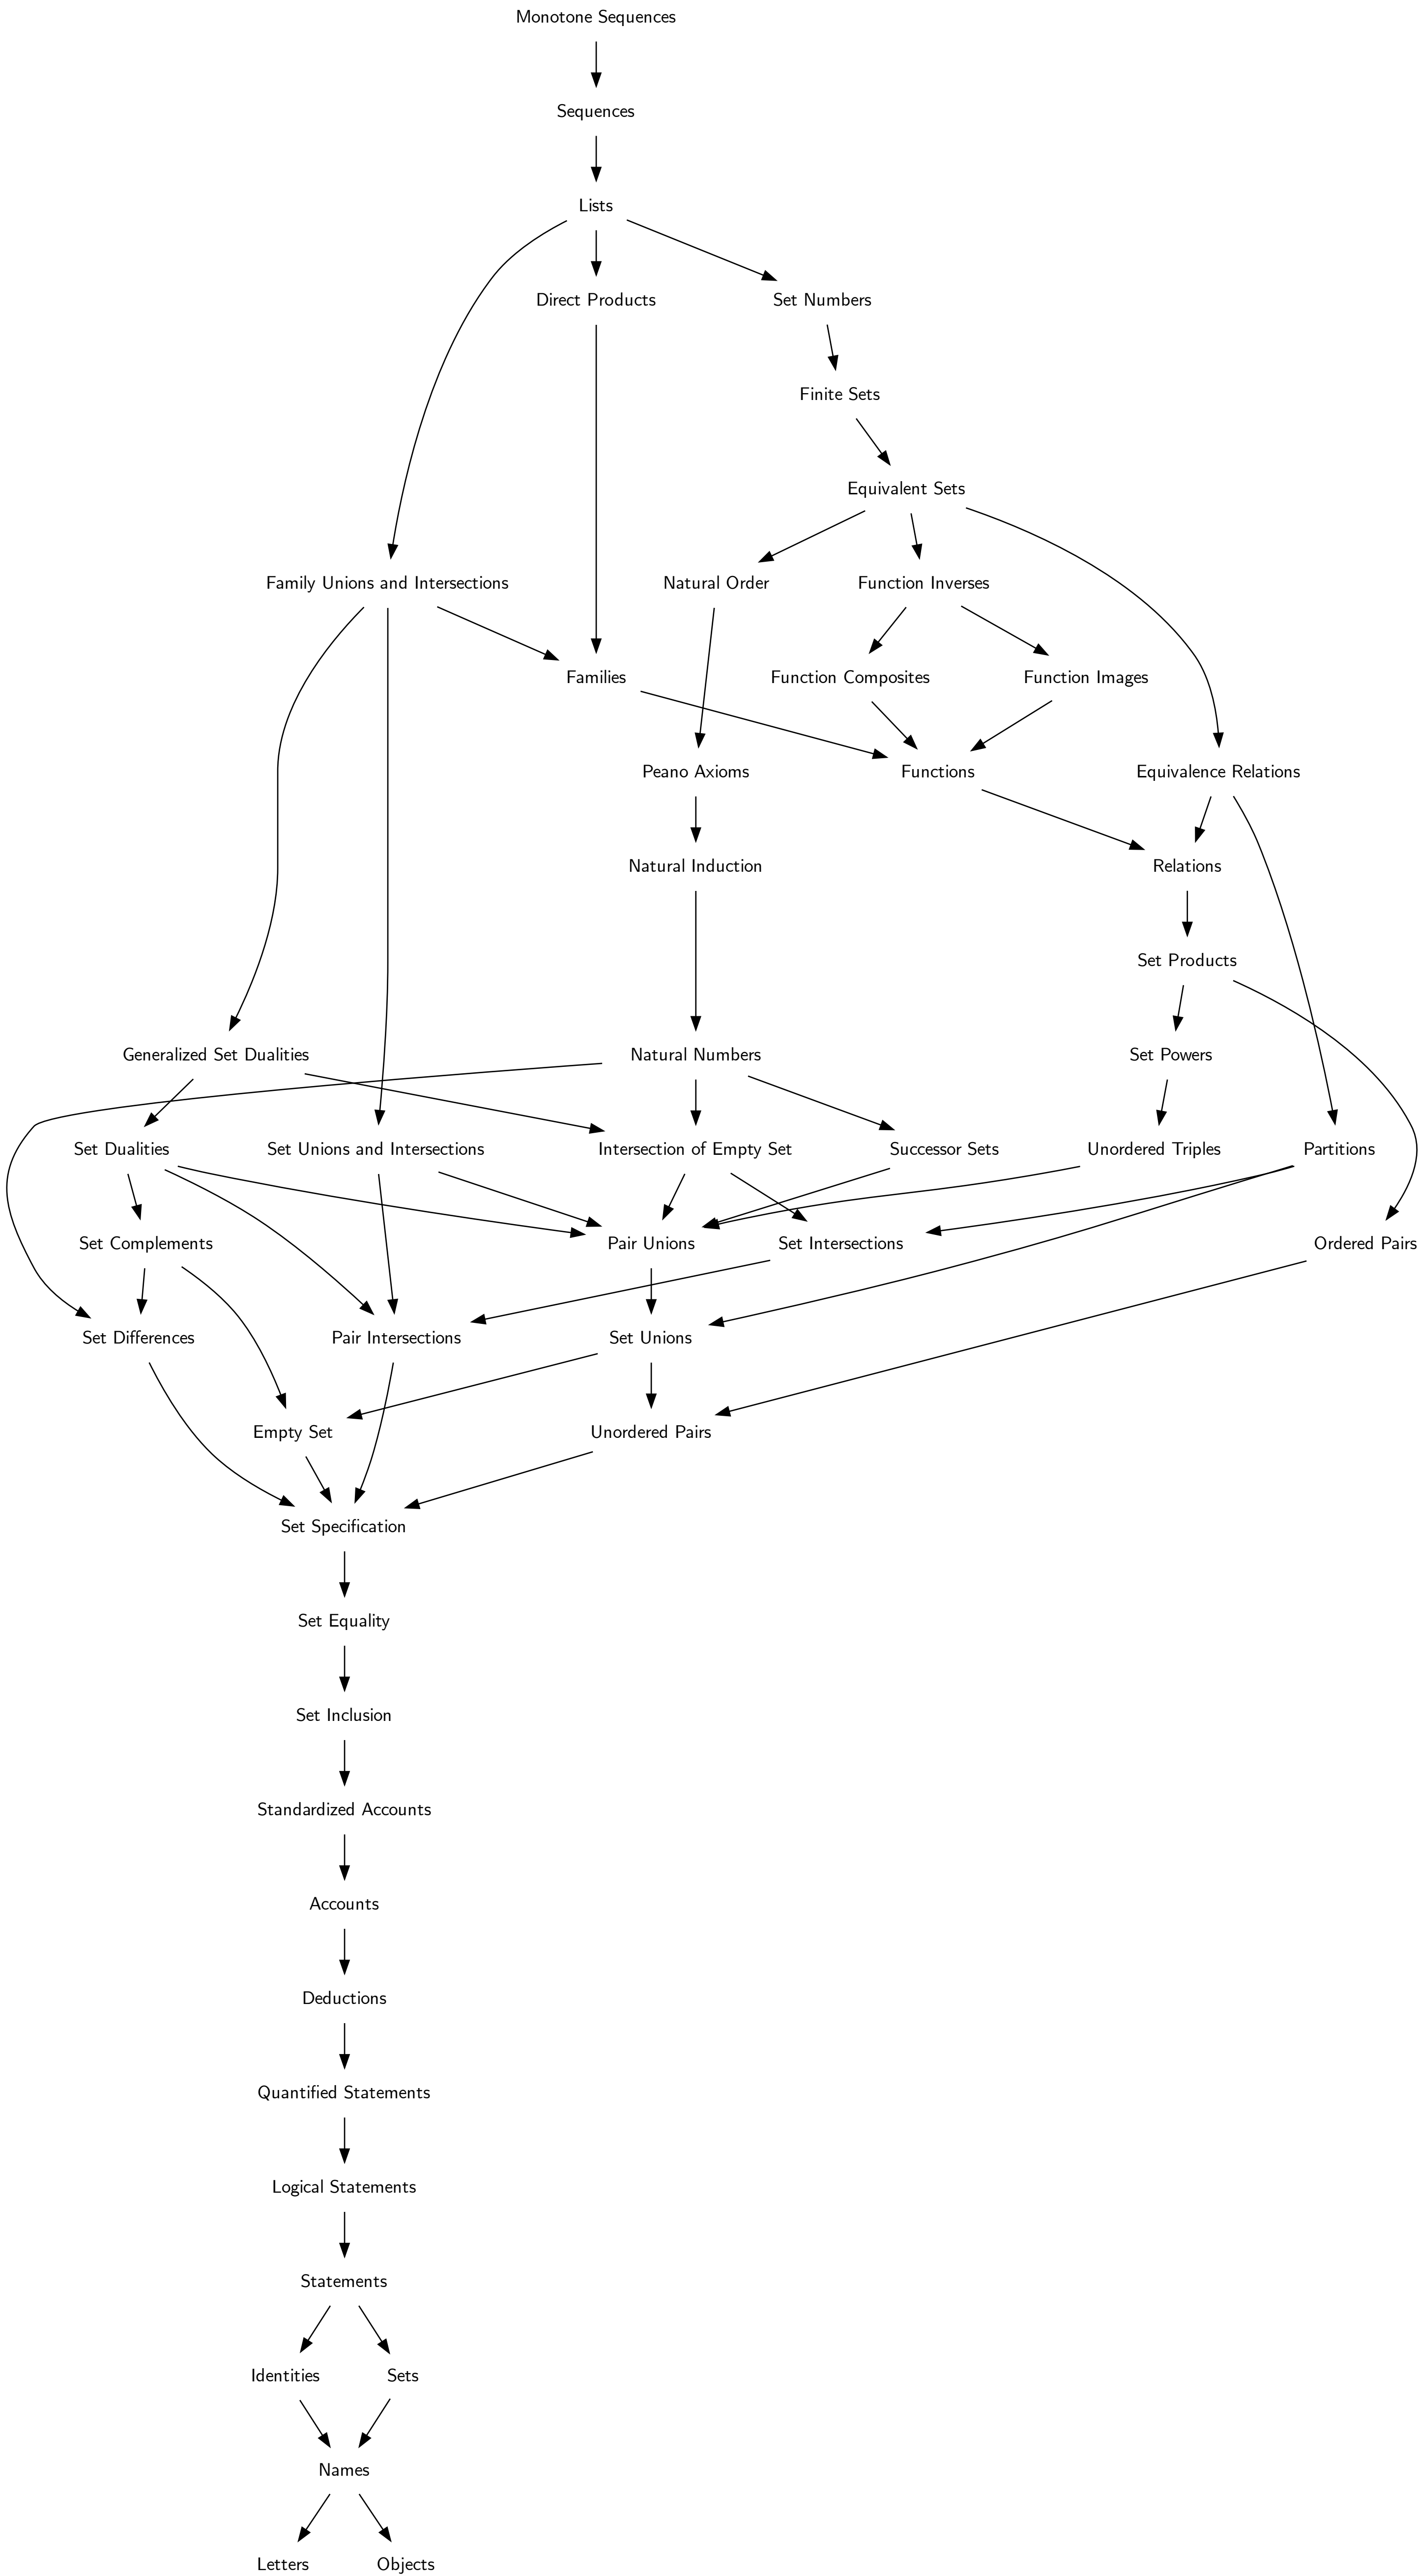 Monotone Sequences
Sequences
Lists
Direct Products
Set Numbers
Finite Sets
Equivalent Sets
Family Unions and Intersections
Natural Order
Function Inverses
Families
Function Composites
Function Images
Peano Axioms
Functions
Equivalence Relations
Natural Induction
Relations
Set Products
Generalized Set Dualities
Natural Numbers
Set Powers
Set Dualities
Set Unions and Intersections
Intersection of Empty Set
Successor Sets
Unordered Triples
Partitions
Set Complements
Pair Unions
Set Intersections
Ordered Pairs
Set Differences
Pair Intersections
Set Unions
Empty Set
Unordered Pairs
Set Specification
Set Equality
Set Inclusion
Standardized Accounts
Accounts
Deductions
Quantified Statements
Logical Statements
Statements
Identities
Sets
Names
Letters
Objects